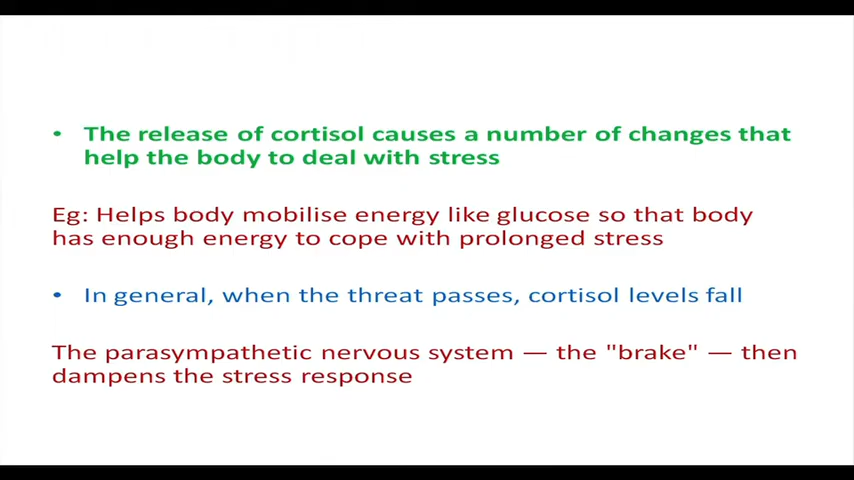 • The release of cortisol causes a number of changes that
help the body to deal with stress
Eg: Helps body mobilise energy like glucose so that body
has enough energy to cope with prolonged stress
• In general, when the threat passes, cortisol levels fall
The parasympathetic nervous system — the "brake" — then
dampens the stress response